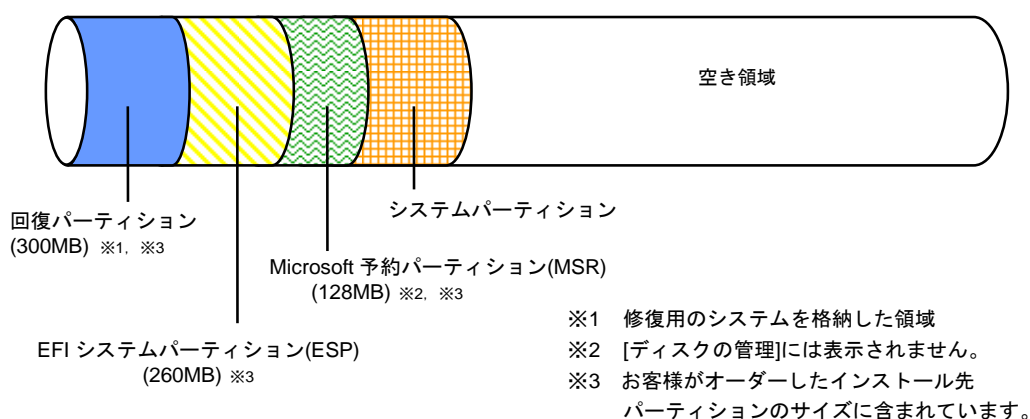 空き領域
回復パーティション
(300MB) ※1, ※3
システムパーティション
Microsoft 予約パーティション(MSR)
(128MB) ※2, ※3
EFI システムパーティション(ESP)
(260MB) ※3
※1 修復用のシステムを格納した領域
※2 [ディスクの管理]には表示されません。
※3 お客様がオーダーしたインストール先
パーティションのサイズに含まれています。